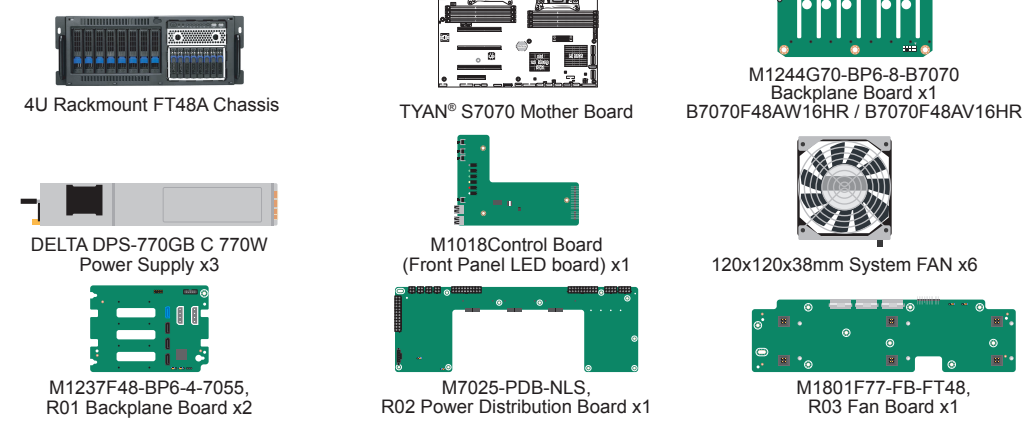 4U Rackmount FT48A Chassis
TYAN® S7070 Mother Board
M1244G70-BP6-8-B7070
Backplane Board x1
B7070F48AW16HR / B7070F48AV16HR
DELTA DPS-770GB C 770W
Power Supply x3
M1018Control Board
(Front Panel LED board) x1
120x120x38mm System FAN x6
M1237F48-BP6-4-7055,
R01 Backplane Board x2
M7025-PDB-NLS,
R02 Power Distribution Board x1
M1801F77-FB-FT48,
R03 Fan Board x1